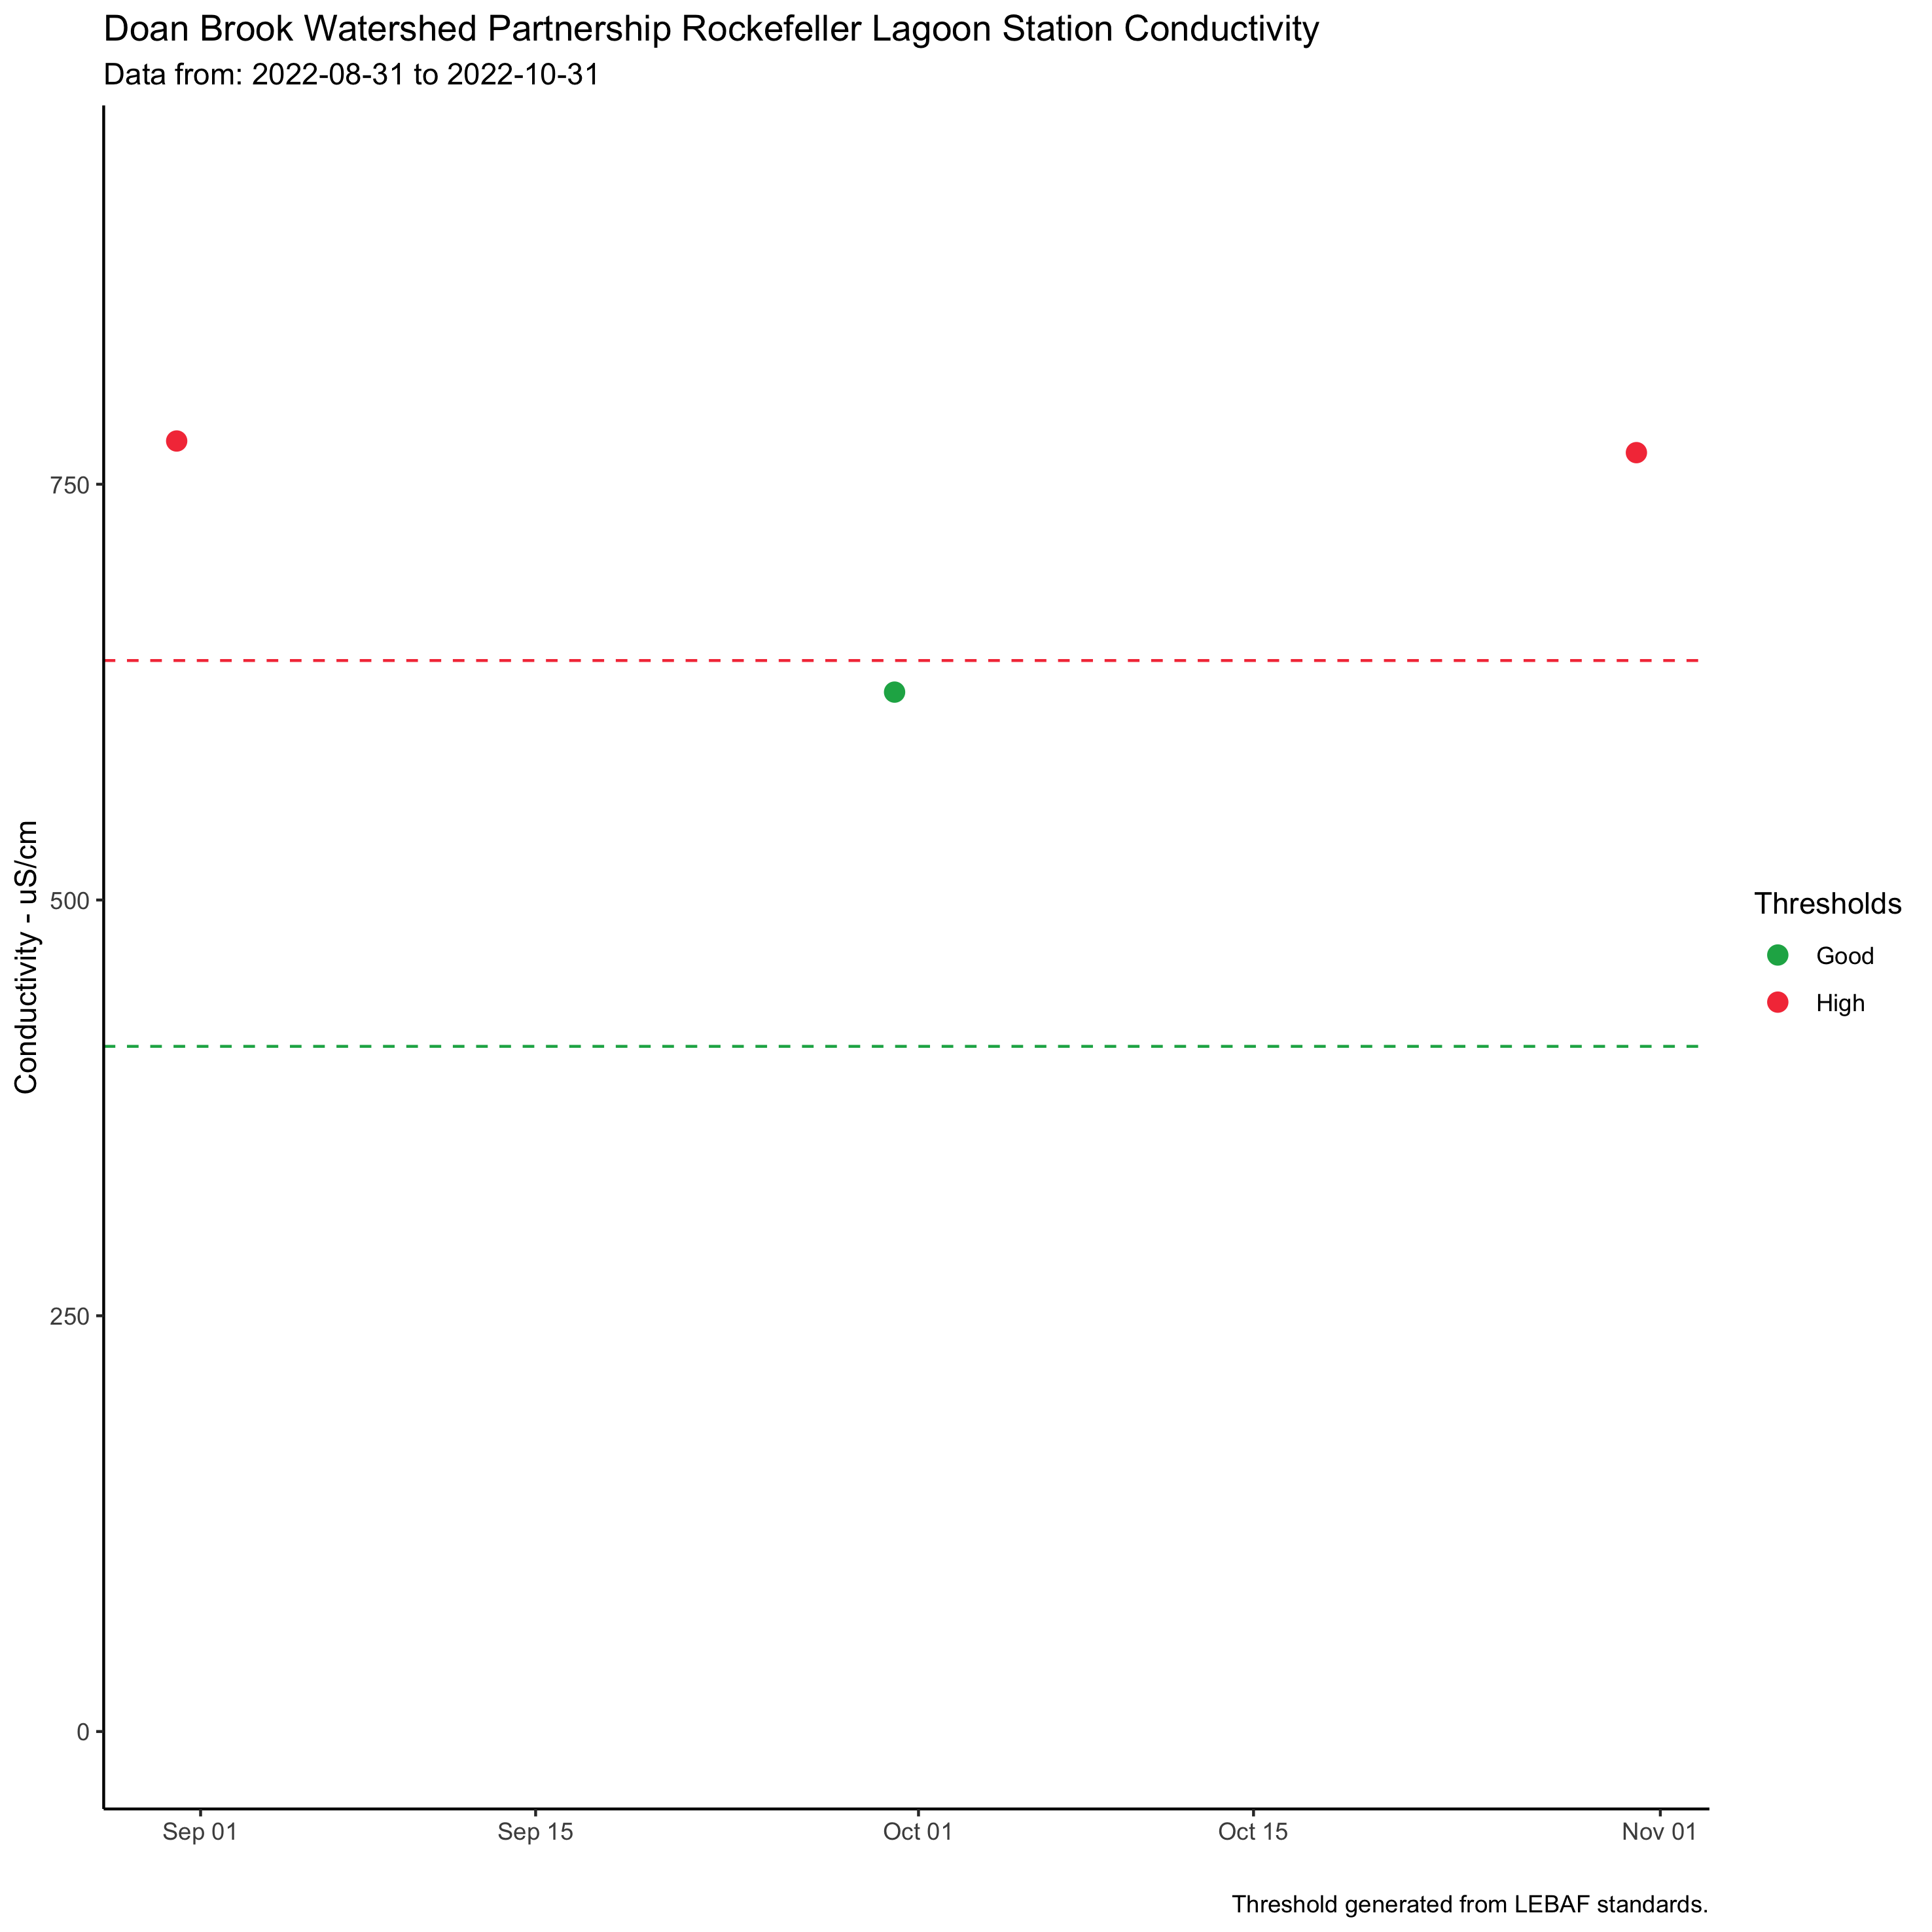 Doan Brook Watershed Partnership Rockefeller Lagoon Station Conductivity
Data from: 2022-08-31 to 2022-10-31
Conductivity - uS/cm
750
500
250
0
Sep 01
Sep 15
Oct 01
Oct 15
Nov 01
Thresholds
Good
High
Threshold generated from LEBAF standards.